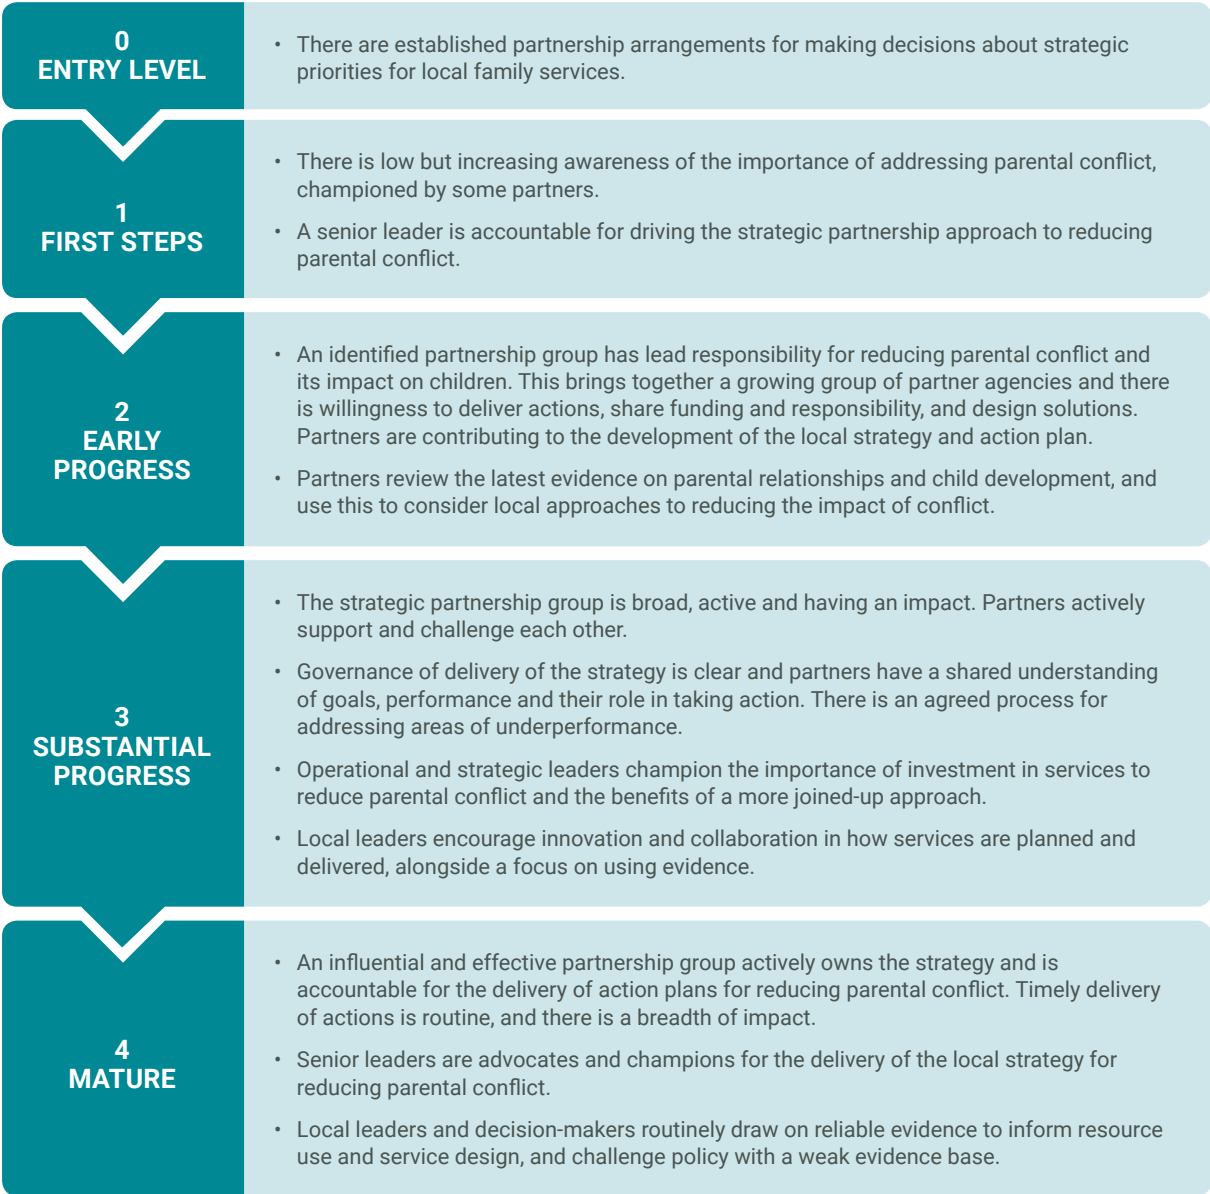 0
ENTRY LEVEL
• There are established partnership arrangements for making decisions about strategic
priorities for local family services.
1
FIRST STEPS
• There is low but increasing awareness of the importance of addressing parental conflict,
championed by some partners.
• A senior leader is accountable for driving the strategic partnership approach to reducing
parental conflict.
2
EARLY
PROGRESS
• An identified partnership group has lead responsibility for reducing parental conflict and
its impact on children. This brings together a growing group of partner agencies and there
is willingness to deliver actions, share funding and responsibility, and design solutions.
Partners are contributing to the development of the local strategy and action plan.
• Partners review the latest evidence on parental relationships and child development, and
use this to consider local approaches to reducing the impact of conflict.
3
SUBSTANTIAL
PROGRESS
• The strategic partnership group is broad, active and having an impact. Partners actively
support and challenge each other.
• Governance of delivery of the strategy is clear and partners have a shared understanding
of goals, performance and their role in taking action. There is an agreed process for
addressing areas of underperformance.
• Operational and strategic leaders champion the importance of investment in services to
reduce parental conflict and the benefits of a more joined-up approach.
• Local leaders encourage innovation and collaboration in how services are planned and
delivered, alongside a focus on using evidence.
4
MATURE
• An influential and effective partnership group actively owns the strategy and is
accountable for the delivery of action plans for reducing parental conflict. Timely delivery
of actions is routine, and there is a breadth of impact.
• Senior leaders are advocates and champions for the delivery of the local strategy for
reducing parental conflict.
• Local leaders and decision-makers routinely draw on reliable evidence to inform resource
use and service design, and challenge policy with a weak evidence base.